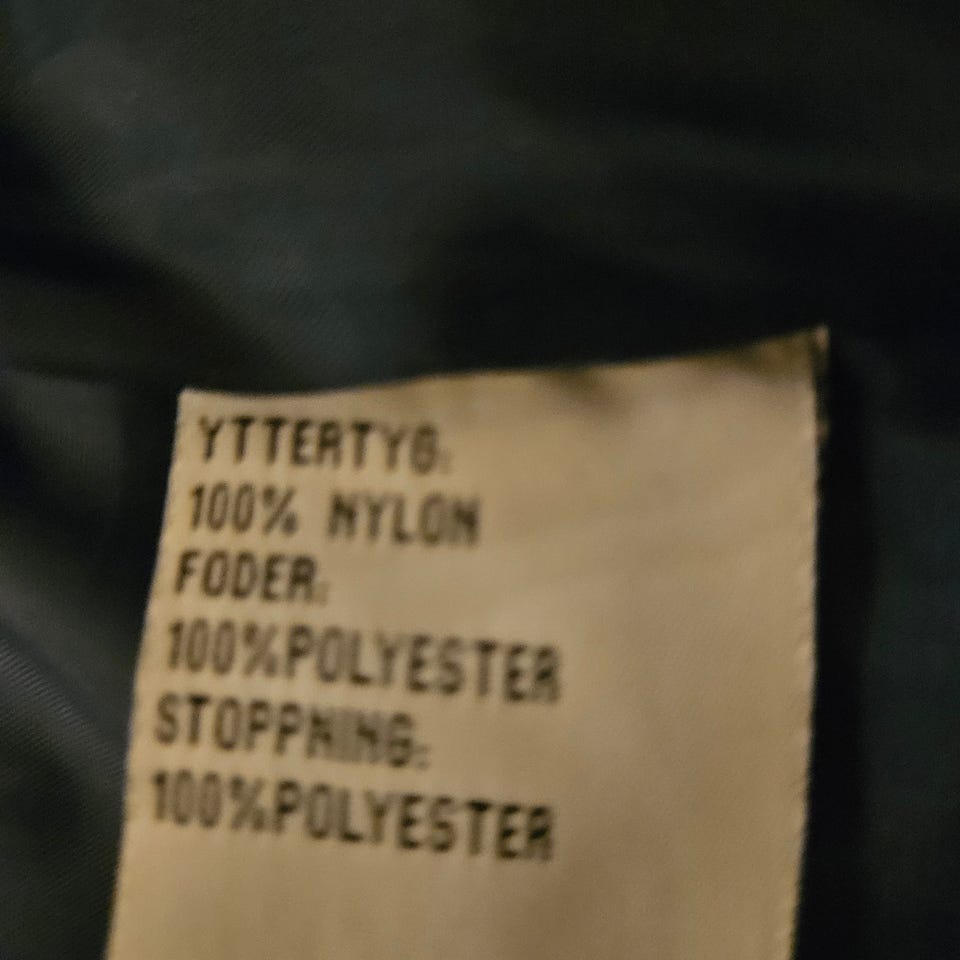 YTTERTYG:
100% NYLON
FODER:
100%POLYESTER
STOPPNING:
100%POLYESTER